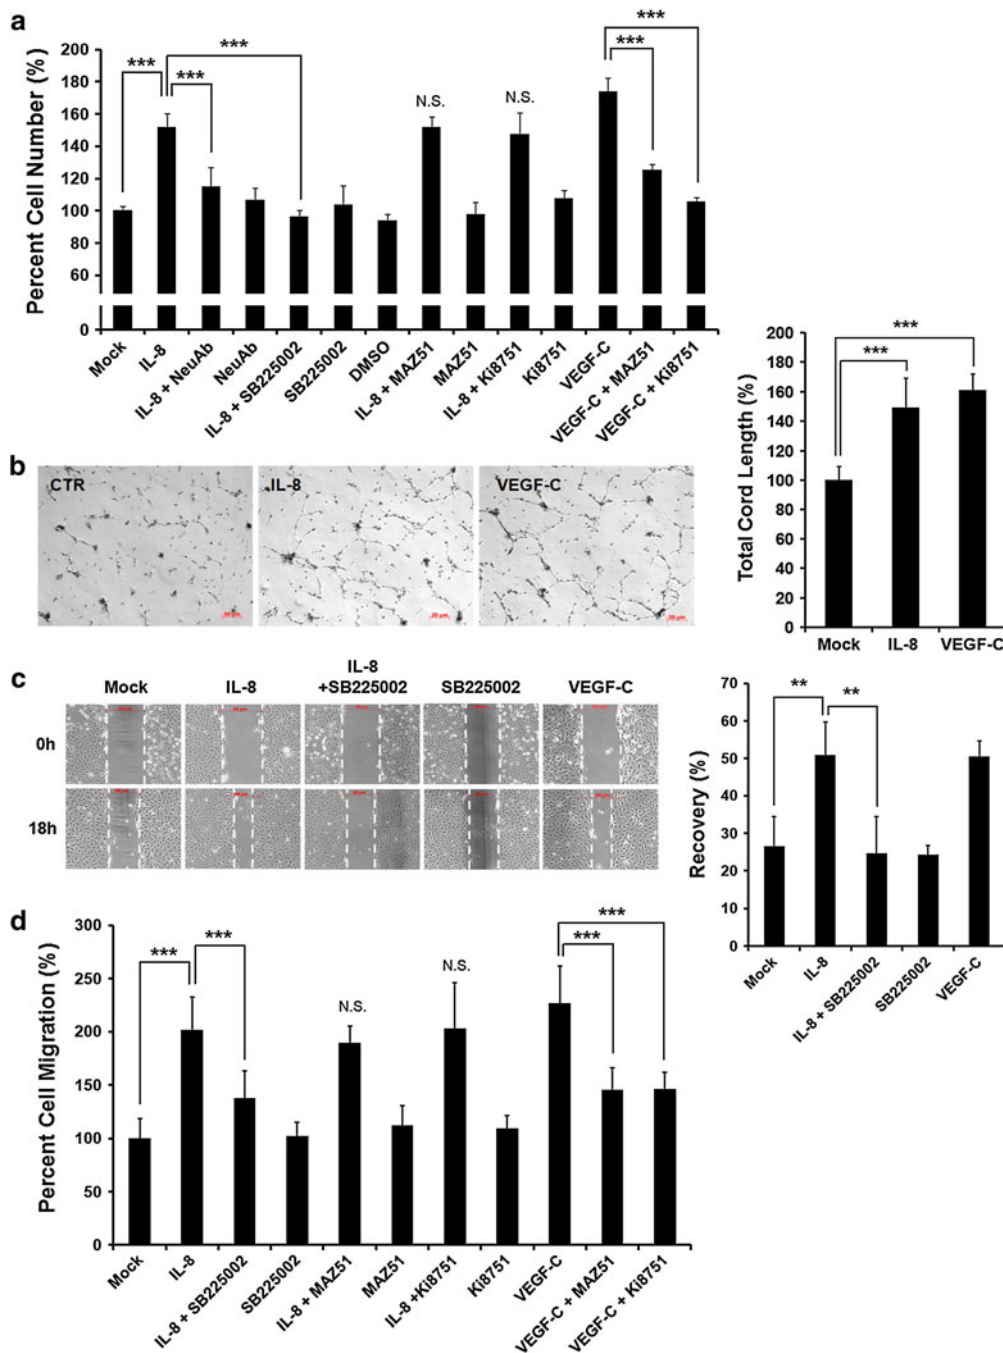 a
Percent Cell Number (%)
200
180
160
140
120
100
80
60
0
***
***
***
N.S.
N.S.
***
***
Mock
IL-8
IL-8 + NeuAb
NeuAb
IL-8 + SB225002
SB225002
DMSO
IL-8 + MAZ51
MAZ51
IL-8 + Ki8751
Ki8751
VEGF-C
VEGF-C + MAZ51
VEGF-C + Ki8751
b
CTR
IL-8
VEGF-C
Total Cord Length (%)
200
180
160
140
120
100
80
60
40
20
0
***
***
Mock
IL-8
VEGF-C
c
Mock
IL-8
IL-8
+SB225002
SB225002
VEGF-C
0h
18h
Recovery (%)
70
60
50
40
30
20
10
0
**
**
Mock
IL-8
IL-8 + SB225002
SB225002
VEGF-C
d
Percent Cell Migration (%)
300
250
200
150
100
50
0
***
***
N.S.
N.S.
***
***
Mock
IL-8
IL-8 + SB225002
SB225002
IL-8 + MAZ51
MAZ51
IL-8 +Ki8751
Ki8751
VEGF-C
VEGF-C + MAZ51
VEGF-C + Ki8751